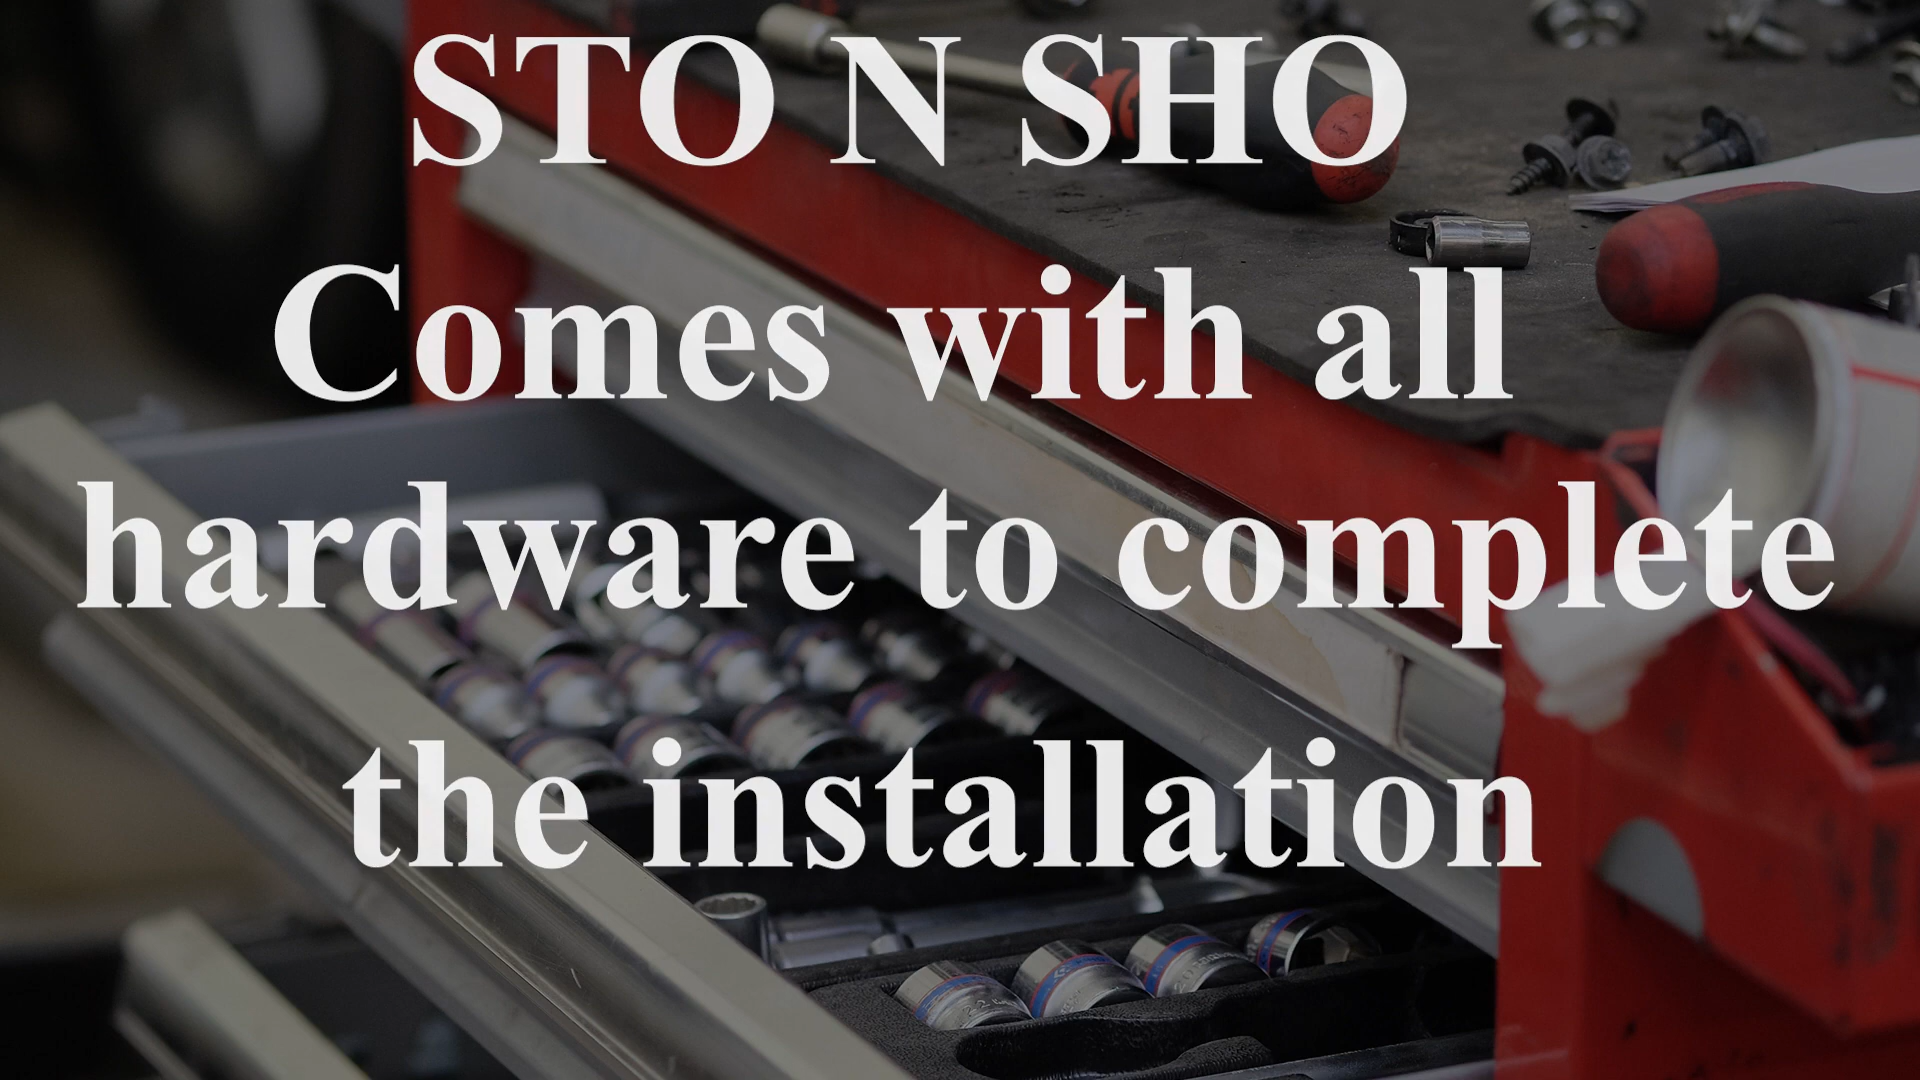 STO N SHO
Comes with all
hardware to complete
the installation